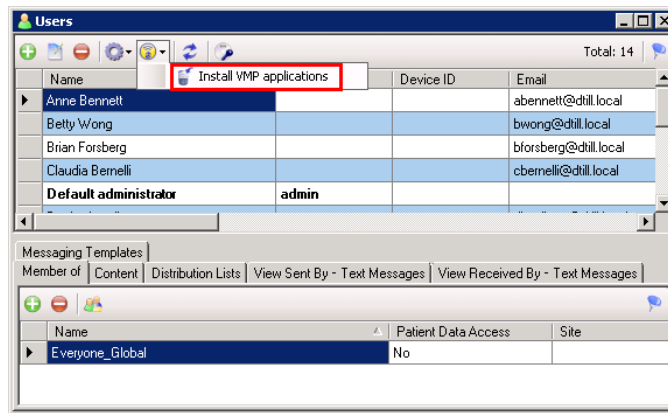 Users
Total: 14
Install VMP applications
Name Device ID Email
Anne Bennett abennett@dtill.local
Betty Wong bwong@dtill.local
Brian Forsberg bforsberg@dtill.local
Claudia Bernelli cbernelli@dtill.local
Default administrator admin
Messaging Templates
Member of Content Distribution Lists View Sent By - Text Messages View Received By - Text Messages
Name Patient Data Access Site
Everyone_Global No